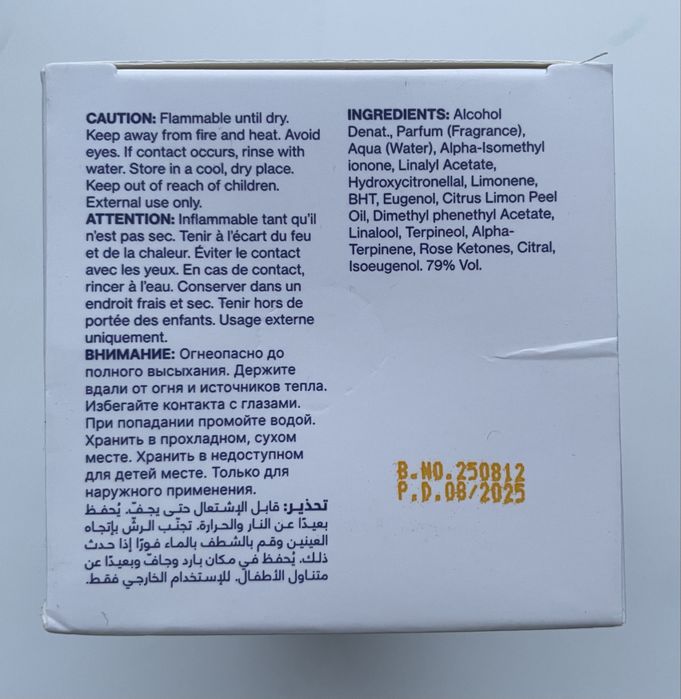 CAUTION: Flammable until dry.
Keep away from fire and heat. Avoid
eyes. If contact occurs, rinse with
water. Store in a cool, dry place.
Keep out of reach of children.
External use only.
ATTENTION: Inflammable tant qu'il
n'est pas sec. Tenir à l'écart du feu
et de la chaleur. Éviter le contact
avec les yeux. En cas de contact,
rincer à l'eau. Conserver dans un
endroit frais et sec. Tenir hors de
portée des enfants. Usage externe
uniquement.
ВНИМАНИЕ: Огнеопасно до
полного высыхания. Держите
вдали от огня и источников тепла.
Избегайте контакта с глазами.
При попадании промойте водой.
Хранить в прохладном, сухом
месте. Хранить в недоступном
для детей месте. Только для
наружного применения.
تحذير: قابل الإشتعال حتى يجفّ. يُحفظ
بعيدًا عن النار والحرارة. تجنّب الرشّ بإتجاه
العينين وقم بالشطف بالماء فورًا إذا حدث
ذلك. يُحفظ في مكان بارد وجافّ وبعيدًا عن
متناول الأطفال. للإستخدام الخارجي فقط.
INGREDIENTS: Alcohol
Denat., Parfum (Fragrance),
Aqua (Water), Alpha-Isomethyl
ionone, Linalyl Acetate,
Hydroxycitronellal, Limonene,
BHT, Eugenol, Citrus Limon Peel
Oil, Dimethyl phenethyl Acetate,
Linalool, Terpineol, Alpha-
Terpinene, Rose Ketones, Citral,
Isoeugenol. 79% Vol.
B.NO.250812
P.D.08/2025